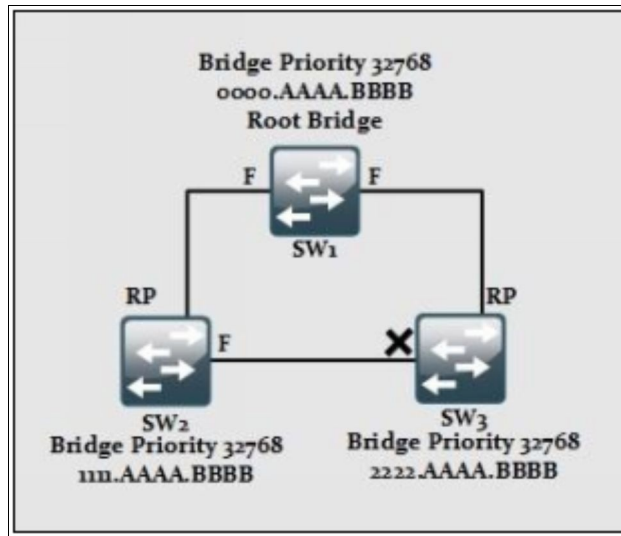 Bridge Priority 32768
0000.AAAA.BBBB
Root Bridge
F F
SW1
RP RP
F
SW2 SW3
Bridge Priority 32768 Bridge Priority 32768
1111.AAAA.BBBB 2222.AAAA.BBBB